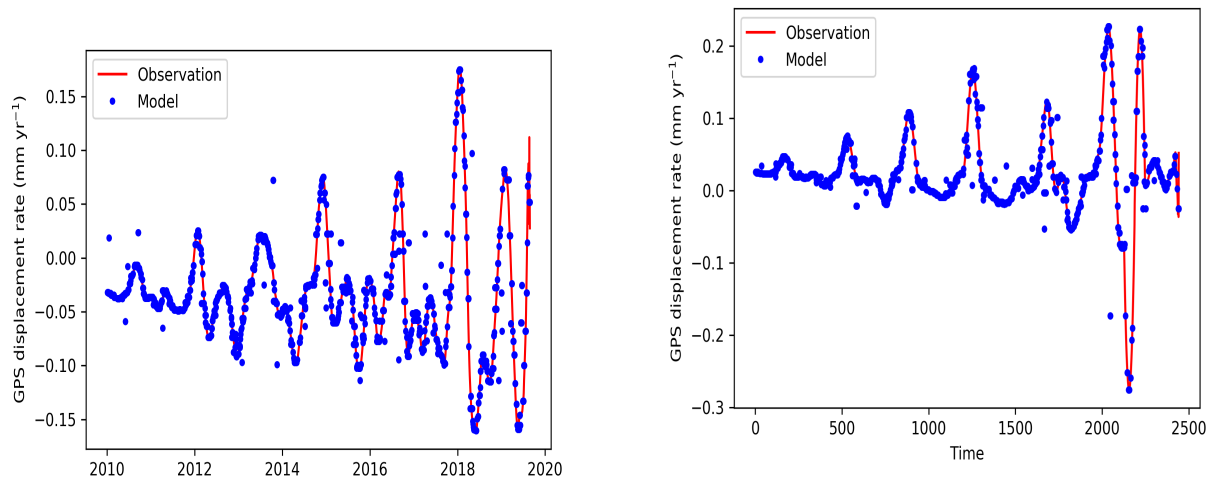 GPS displacement rate (mm yr⁻¹)
Observation
Model
0.15
0.10
0.05
0.00
−0.05
−0.10
−0.15
2010 2012 2014 2016 2018 2020
GPS displacement rate (mm yr⁻¹)
Observation
Model
0.2
0.1
0.0
−0.1
−0.2
−0.3
0 500 1000 1500 2000 2500
Time